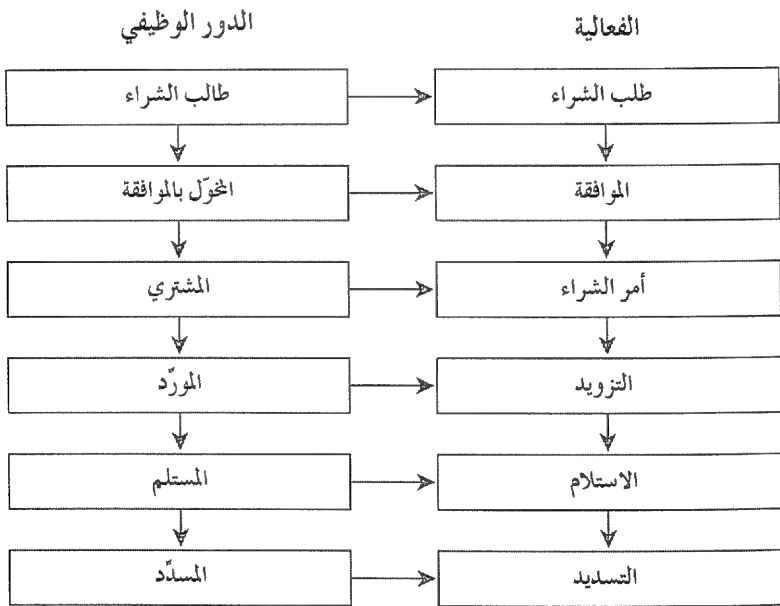 الفعالية
الدور الوظيفي
طلب الشراء
طالب الشراء
الموافقة
المخوّل بالموافقة
أمر الشراء
المشتري
التزويد
المورّد
الاستلام
المستلم
التسديد
المسدّد